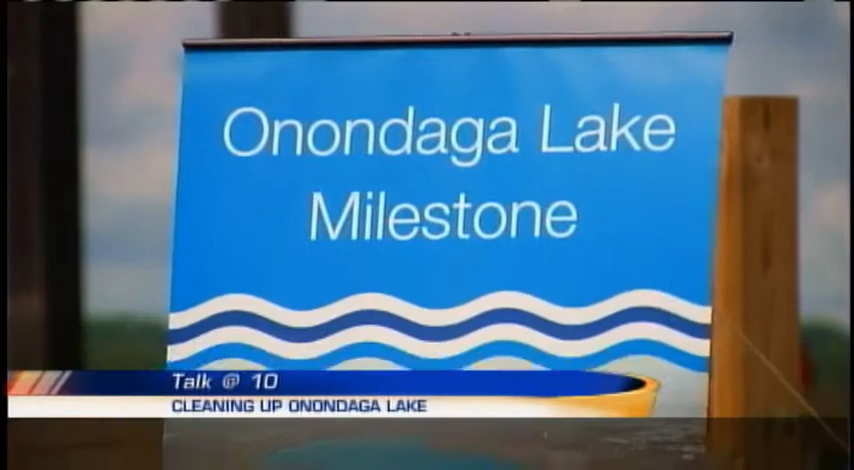 Onondaga Lake
Milestone
Talk @ 10
CLEANING UP ONONDAGA LAKE